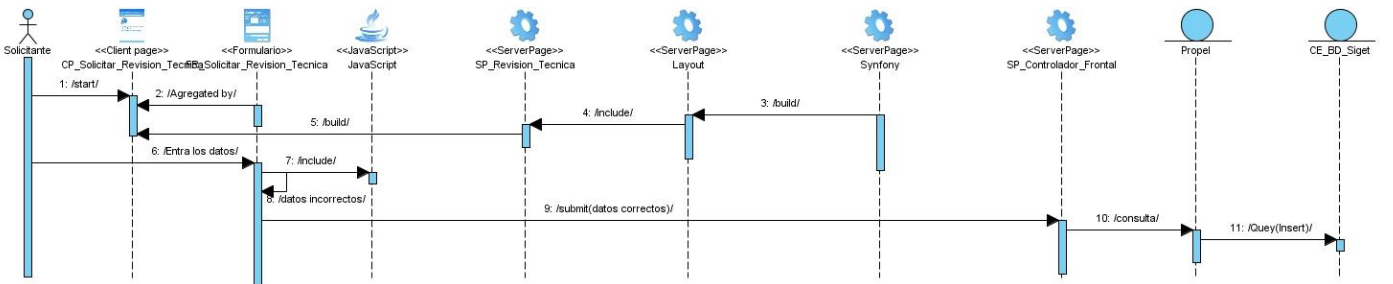 Solicitante
<<Client page>>
CP_Solicitar_Revision_Tecnica
<<Formulario>>
FR_Solicitar_Revision_Tecnica
<<JavaScript>>
JavaScript
<<ServerPage>>
SP_Revision_Tecnica
<<ServerPage>>
Layout
<<ServerPage>>
Synfony
<<ServerPage>>
SP_Controlador_Frontal
Propel
CE_BD_Siget
1: /start/
2: /Agregated by/
3: /build/
4: /include/
5: /build/
6: /Entra los datos/
7: /include/
8: /datos incorrectos/
9: /submit(datos correctos)/
10: /consulta/
11: /Quey(Insert)/